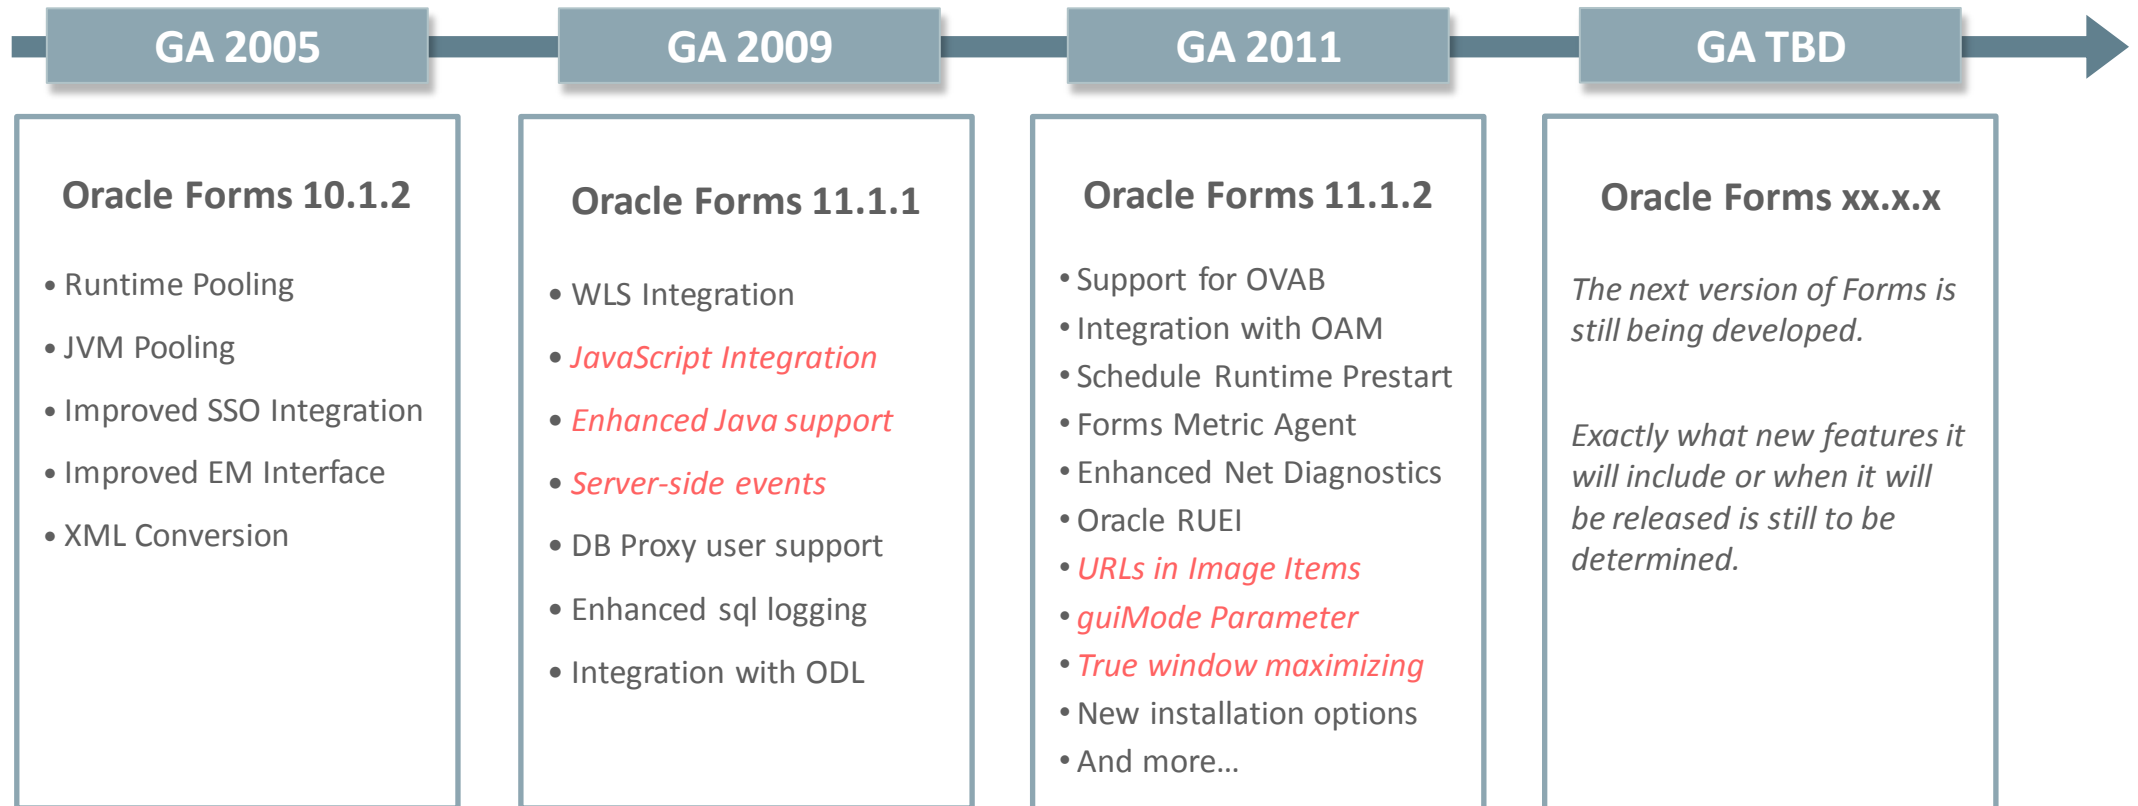 GA 2005
GA 2009
GA 2011
GA TBD
Oracle Forms 10.1.2
• Runtime Pooling
• JVM Pooling
• Improved SSO Integration
• Improved EM Interface
• XML Conversion
Oracle Forms 11.1.1
• WLS Integration
• JavaScript Integration
• Enhanced Java support
• Server-side events
• DB Proxy user support
• Enhanced sql logging
• Integration with ODL
Oracle Forms 11.1.2
• Support for OVAB
• Integration with OAM
• Schedule Runtime Prestart
• Forms Metric Agent
• Enhanced Net Diagnostics
• Oracle RUEI
• URLs in Image Items
• guiMode Parameter
• True window maximizing
• New installation options
• And more…
Oracle Forms xx.x.x
The next version of Forms is
still being developed.
Exactly what new features it
will include or when it will
be released is still to be
determined.